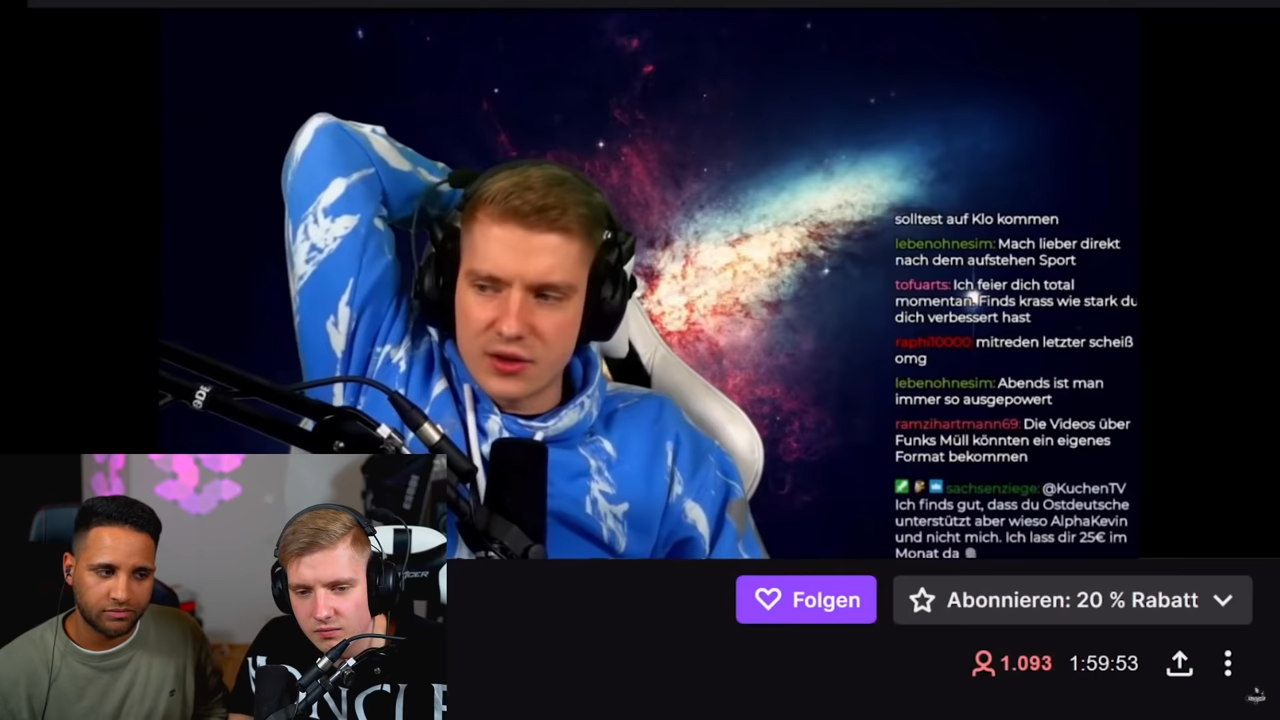 solltest auf Klo kommen
lebenohnesim: Mach lieber direkt
nach dem aufstehen Sport
tofuarts: Ich feier dich total
momentan. Finds krass wie stark du
dich verbessert hast
raphi10000: mitreden letzter scheiß
omg
lebenohnesim: Abends ist man
immer so ausgepowert
ramzihartmann69: Die Videos über
Funks Müll könnten ein eigenes
Format bekommen
sachsenziege: @KuchenTV
Ich finds gut, dass du Ostdeutsche
unterstützt aber wieso AlphaKevin
und nicht mich. Ich lass dir 25€ im
Monat da
Folgen
Abonnieren: 20 % Rabatt
1.093
1:59:53